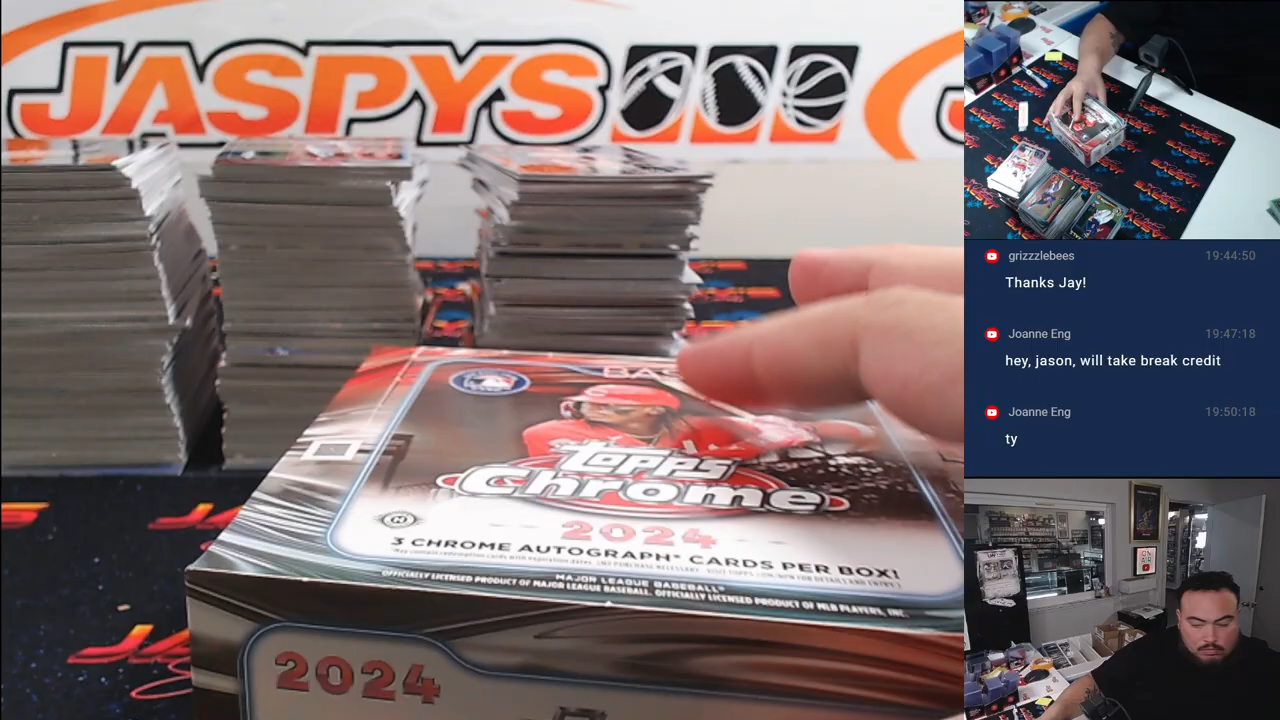 JASPYS
BAS
Topps
Chrome
2024
3 CHROME AUTOGRAPH* CARDS PER BOX!
MAJOR LEAGUE BASEBALL
OFFICIALLY LICENSED PRODUCT OF MAJOR LEAGUE BASEBALL. OFFICIALLY LICENSED PRODUCT OF MLB PLAYERS, INC.
2024
grizzzlebees 19:44:50
Thanks Jay!
Joanne Eng 19:47:18
hey, jason, will take break credit
Joanne Eng 19:50:18
ty